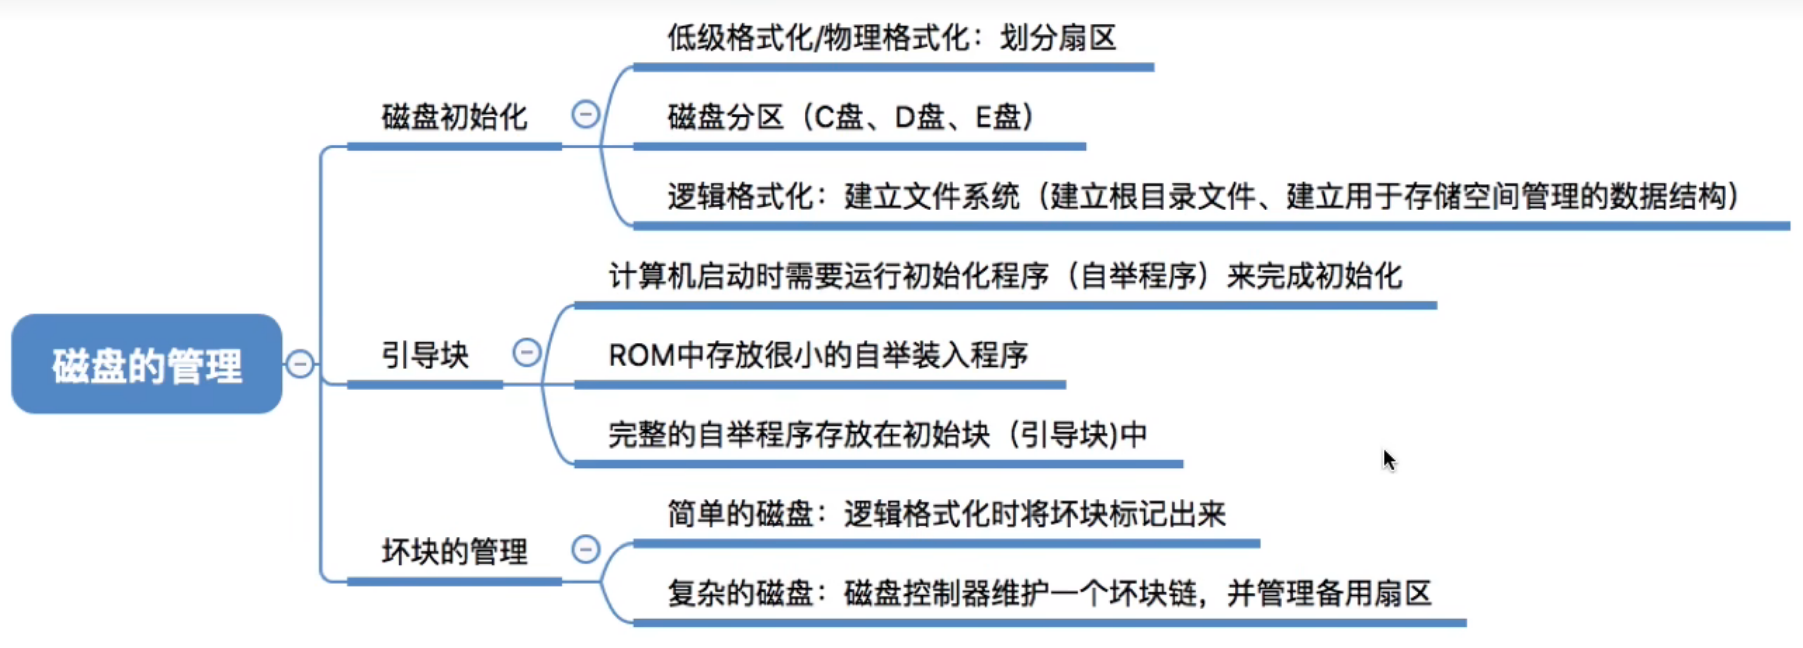 磁盘的管理
磁盘初始化
低级格式化/物理格式化：划分扇区
磁盘分区（C盘、D盘、E盘）
逻辑格式化：建立文件系统（建立根目录文件、建立用于存储空间管理的数据结构）
引导块
计算机启动时需要运行初始化程序（自举程序）来完成初始化
ROM中存放很小的自举装入程序
完整的自举程序存放在初始块（引导块)中
坏块的管理
简单的磁盘：逻辑格式化时将坏块标记出来
复杂的磁盘：磁盘控制器维护一个坏块链，并管理备用扇区